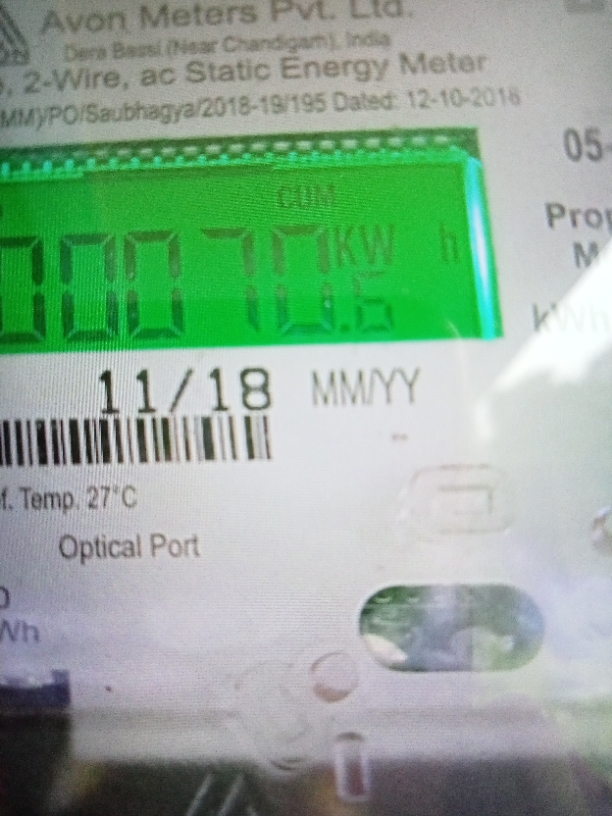 Avon Meters Pvt. Ltd.
Dera Bassi (Near Chandigarh), India
, 2-Wire, ac Static Energy Meter
MM)/PO/Saubhagya/2018-19/195 Dated: 12-10-2018
05-
CUM
00070.6 KW h
Pro
M
kWh
11/18 MM/YY
f. Temp. 27°C
Optical Port
Wh